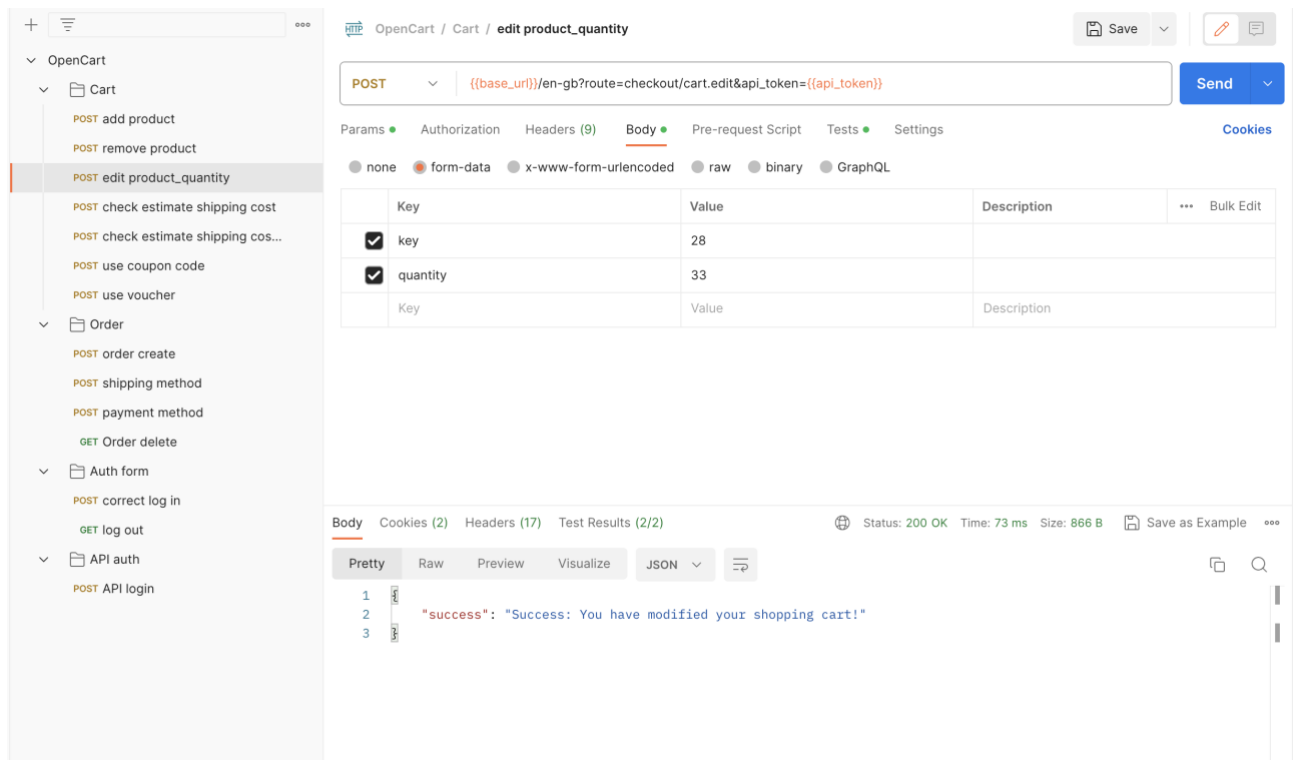 OpenCart
Cart
POST add product
POST remove product
POST edit product_quantity
POST check estimate shipping cost
POST check estimate shipping cos...
POST use coupon code
POST use voucher
Order
POST order create
POST shipping method
POST payment method
GET Order delete
Auth form
POST correct log in
GET log out
API auth
POST API login
HTTP OpenCart / Cart / edit product_quantity
Save
POST {{base_url}}/en-gb?route=checkout/cart.edit&api_token={{api_token}}
Send
Params Authorization Headers (9) Body Pre-request Script Tests Settings Cookies
none form-data x-www-form-urlencoded raw binary GraphQL
Key Value Description ••• Bulk Edit
key 28
quantity 33
Key Value Description
Body Cookies (2) Headers (17) Test Results (2/2) Status: 200 OK Time: 73 ms Size: 866 B Save as Example
Pretty Raw Preview Visualize JSON
1 {
2 "success": "Success: You have modified your shopping cart!"
3 }